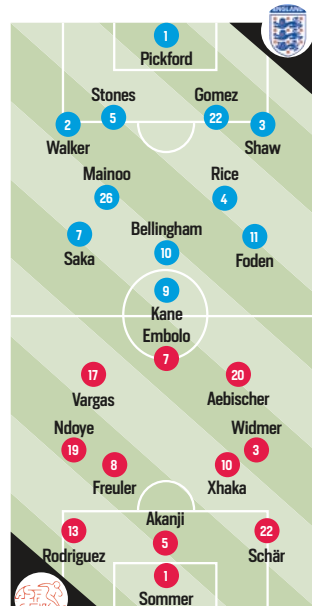 ENGLAND
1
Pickford
Stones Gomez
2 5 22 3
Walker Shaw
Mainoo Rice
26 4
7 Bellingham 11
Saka 10 Foden
9
Kane
Embolo
7
17 20
Vargas Aebischer
Ndoye Widmer
19 8 10 3
Freuler Xhaka
13 Akanji 22
Rodriguez 5 Schär
1
Sommer